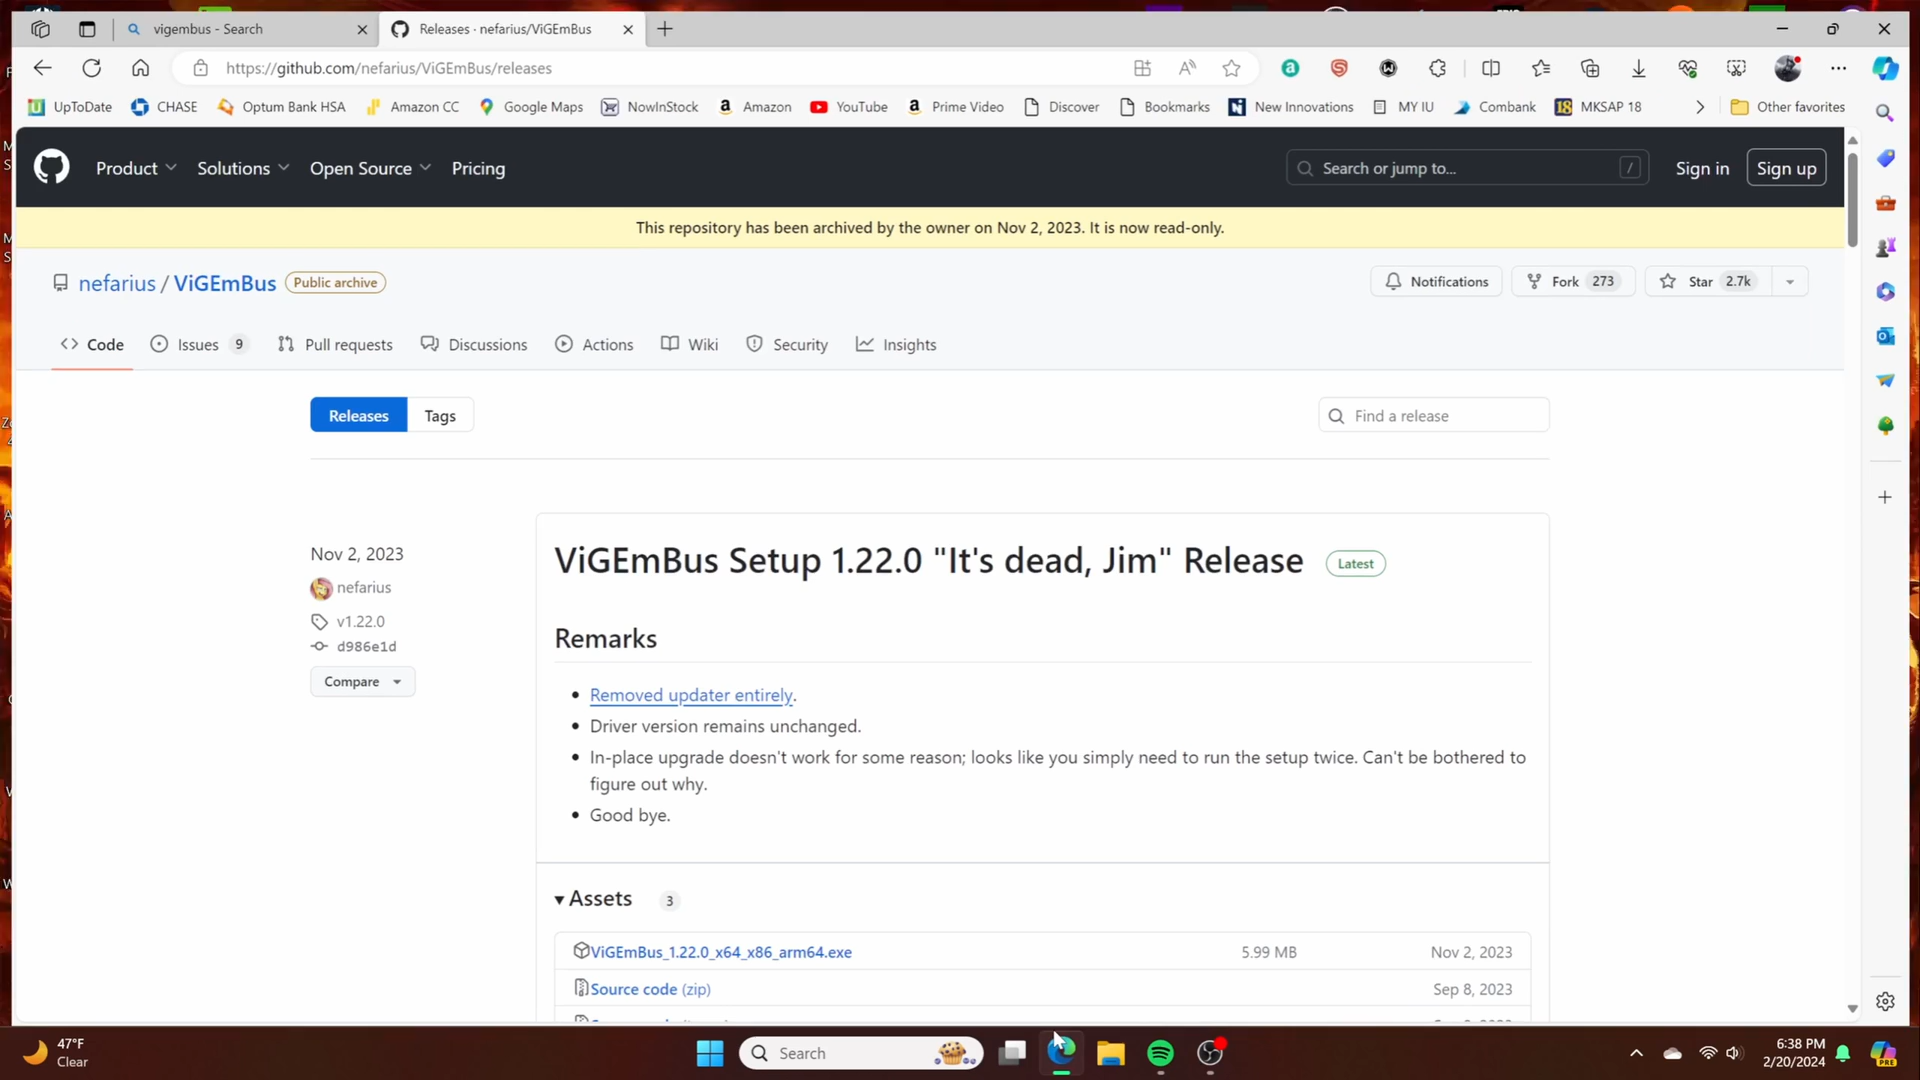 vigembus - Search
Releases · nefarius/ViGEmBus
https://github.com/nefarius/ViGEmBus/releases
UpToDate
CHASE
Optum Bank HSA
Amazon CC
Google Maps
NowInStock
Amazon
YouTube
Prime Video
Discover
Bookmarks
New Innovations
MY IU
Combank
MKSAP 18
Other favorites
Product
Solutions
Open Source
Pricing
Search or jump to...
/
Sign in
Sign up
This repository has been archived by the owner on Nov 2, 2023. It is now read-only.
nefarius / ViGEmBus
Public archive
Notifications
Fork 273
Star 2.7k
Code
Issues 9
Pull requests
Discussions
Actions
Wiki
Security
Insights
Releases
Tags
Find a release
Nov 2, 2023
nefarius
v1.22.0
d986e1d
Compare
ViGEmBus Setup 1.22.0 "It's dead, Jim" Release
Latest
Remarks
Removed updater entirely.
Driver version remains unchanged.
In-place upgrade doesn't work for some reason; looks like you simply need to run the setup twice. Can't be bothered to
figure out why.
Good bye.
Assets 3
ViGEmBus_1.22.0_x64_x86_arm64.exe 5.99 MB Nov 2, 2023
Source code (zip) Sep 8, 2023
47°F
Clear
Search
6:38 PM
2/20/2024